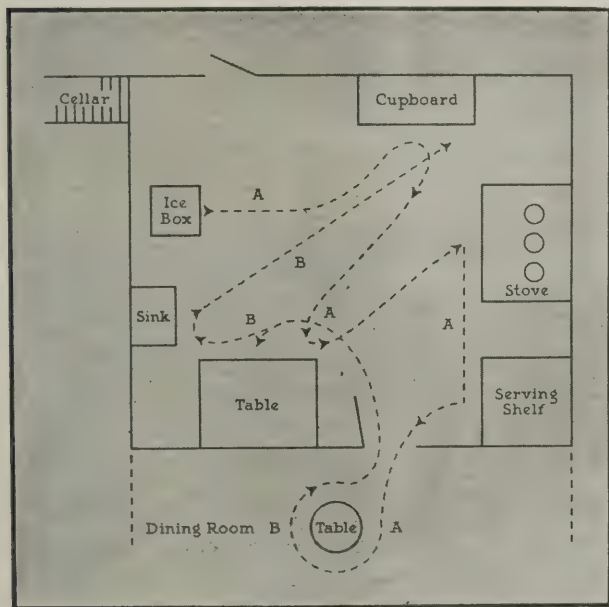 Cellar
Cupboard
A
Ice
Box
B
Stove
Sink
B
A
A
Table
Serving
Shelf
Dining Room
B
Table
A